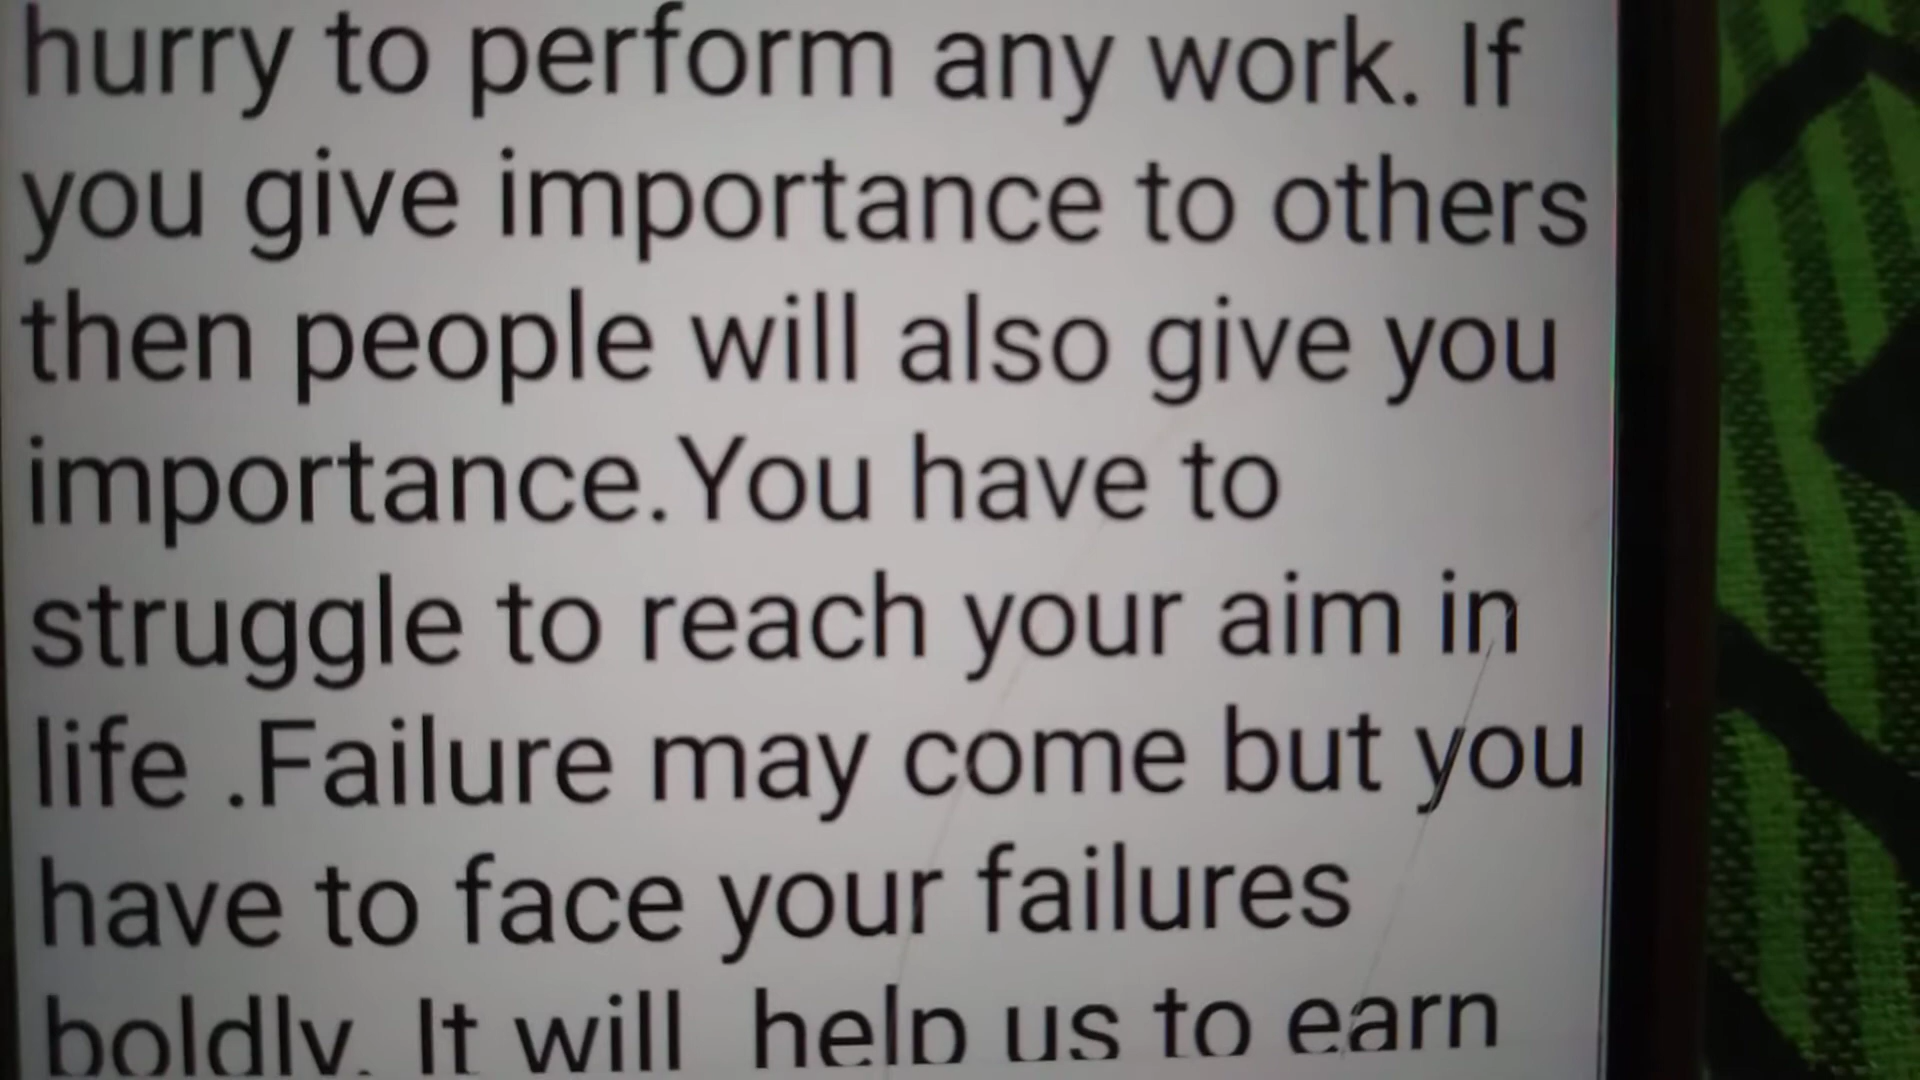 hurry to perform any work. If
you give importance to others
then people will also give you
importance.You have to
struggle to reach your aim in
life .Failure may come but you
have to face your failures
boldly. It will  help us to earn